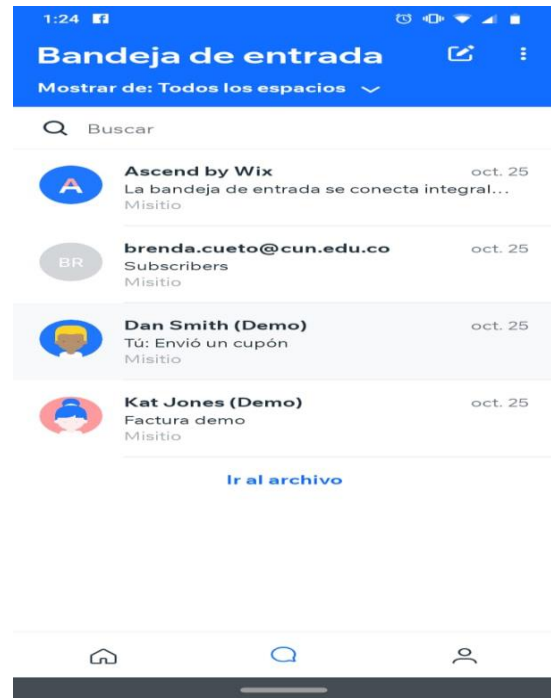 1:24
Bandeja de entrada
Mostrar de: Todos los espacios
Buscar
A
Ascend by Wix
oct. 25
La bandeja de entrada se conecta integral...
Misitio
BR
brenda.cueto@cun.edu.co
oct. 25
Subscribers
Misitio
Dan Smith (Demo)
oct. 25
Tú: Envió un cupón
Misitio
Kat Jones (Demo)
oct. 25
Factura demo
Misitio
Ir al archivo